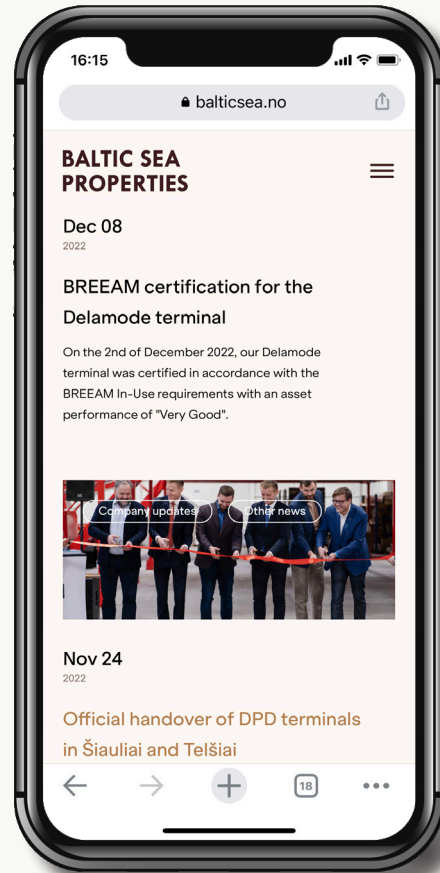 16:15
balticsea.no
BALTIC SEA
PROPERTIES
Dec 08
2022
BREEAM certification for the
Delamode terminal
On the 2nd of December 2022, our Delamode
terminal was certified in accordance with the
BREEAM In-Use requirements with an asset
performance of "Very Good".
Company updates
Other news
Nov 24
2022
Official handover of DPD terminals
in Šiauliai and Telšiai
18